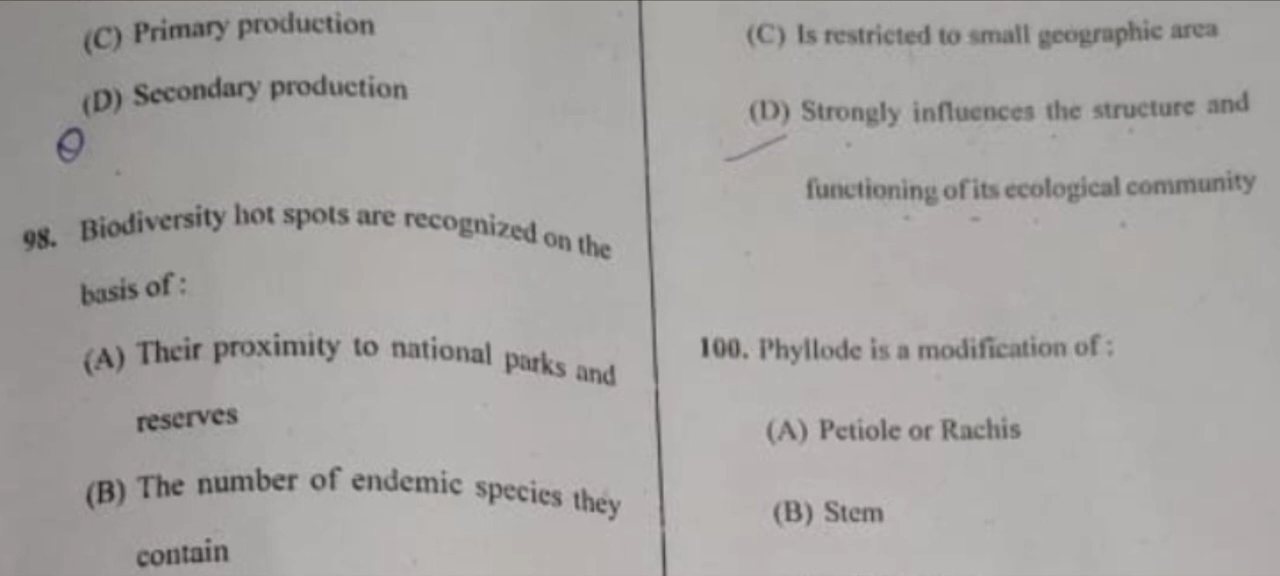 (C) Primary production
(D) Secondary production
98. Biodiversity hot spots are recognized on the
basis of :
(A) Their proximity to national parks and
reserves
(B) The number of endemic species they
contain
(C) Is restricted to small geographic area
(D) Strongly influences the structure and
functioning of its ecological community
100. Phyllode is a modification of :
(A) Petiole or Rachis
(B) Stem